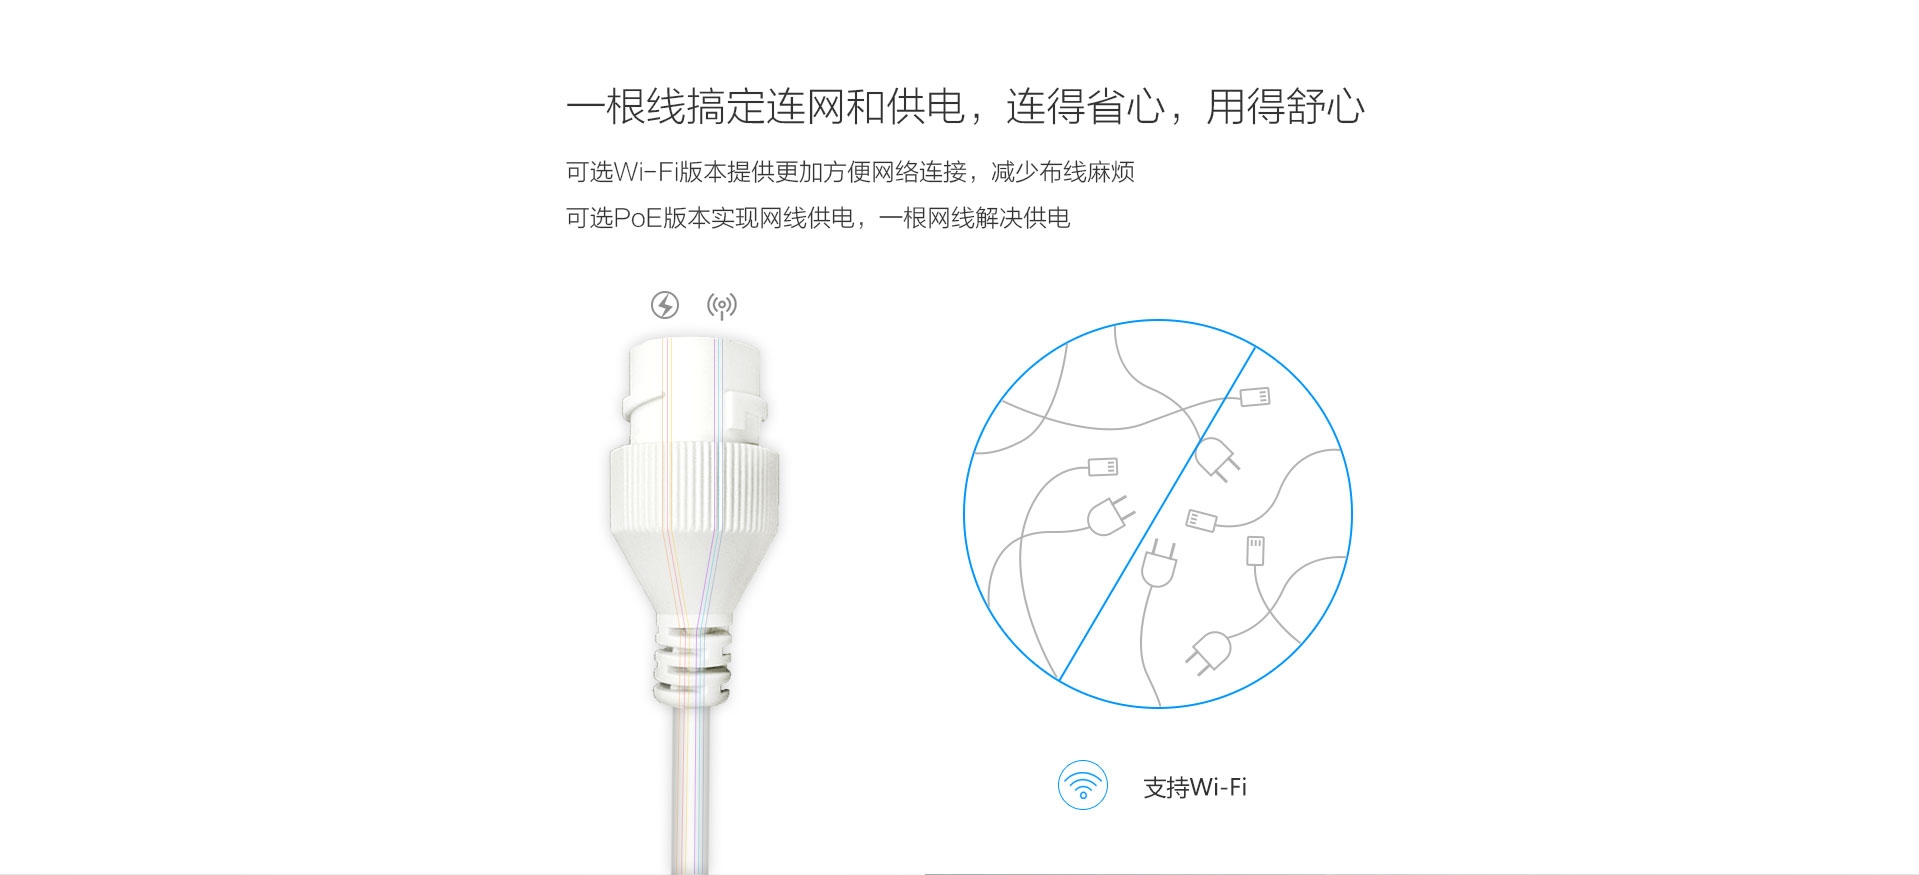 一根线搞定连网和供电，连得省心，用得舒心
可选Wi-Fi版本提供更加方便网络连接，减少布线麻烦
可选PoE版本实现网线供电，一根网线解决供电
支持Wi-Fi